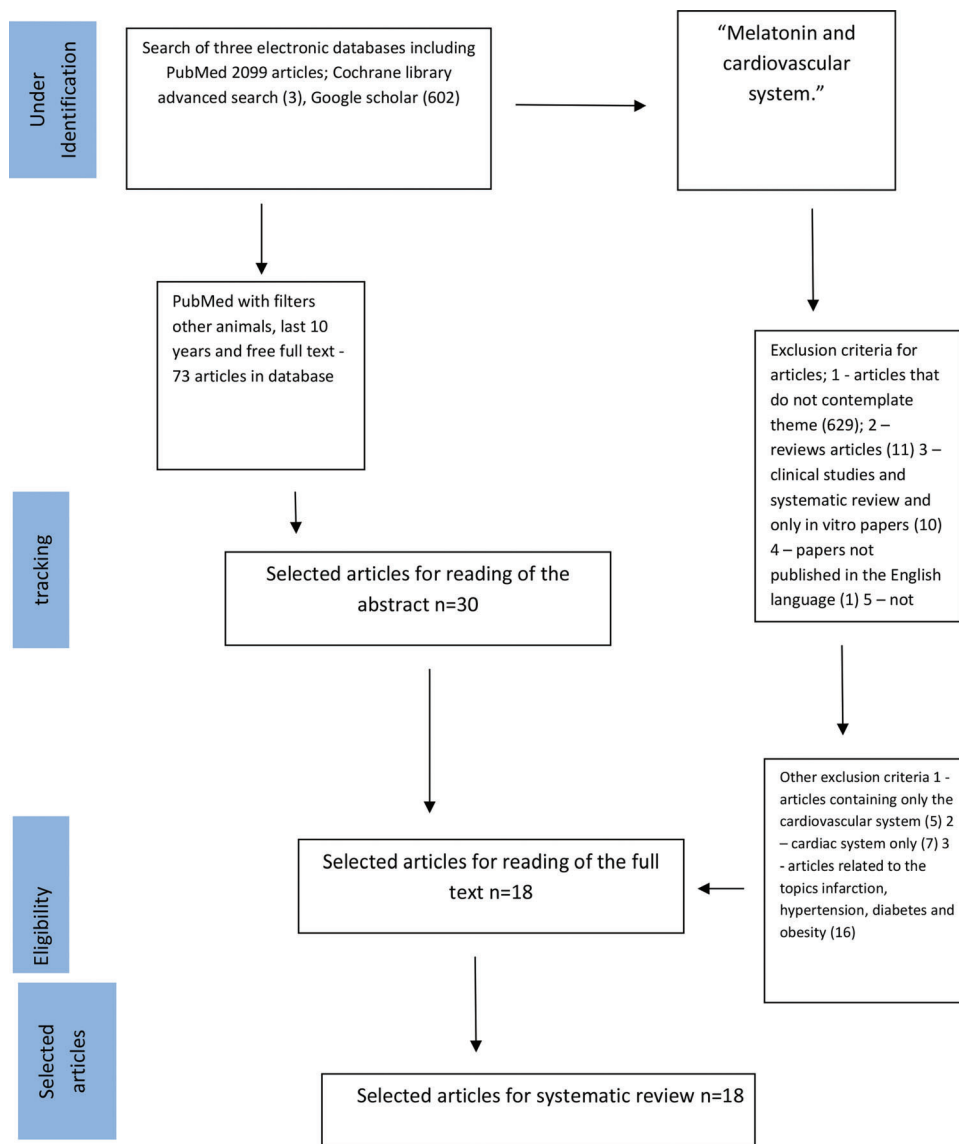 Under
Identification
Search of three electronic databases including
PubMed 2099 articles; Cochrane library
advanced search (3), Google scholar (602)
“Melatonin and
cardiovascular
system.”
PubMed with filters
other animals, last 10
years and free full text -
73 articles in database
Exclusion criteria for
articles; 1 - articles that
do not contemplate
theme (629); 2 –
reviews articles (11) 3 –
clinical studies and
systematic review and
only in vitro papers (10)
4 – papers not
published in the English
language (1) 5 – not
tracking
Selected articles for reading of the
abstract n=30
Other exclusion criteria 1 -
articles containing only the
cardiovascular system (5) 2
– cardiac system only (7) 3
- articles related to the
topics infarction,
hypertension, diabetes and
obesity (16)
Eligibility
Selected articles for reading of the full
text n=18
Selected
articles
Selected articles for systematic review n=18